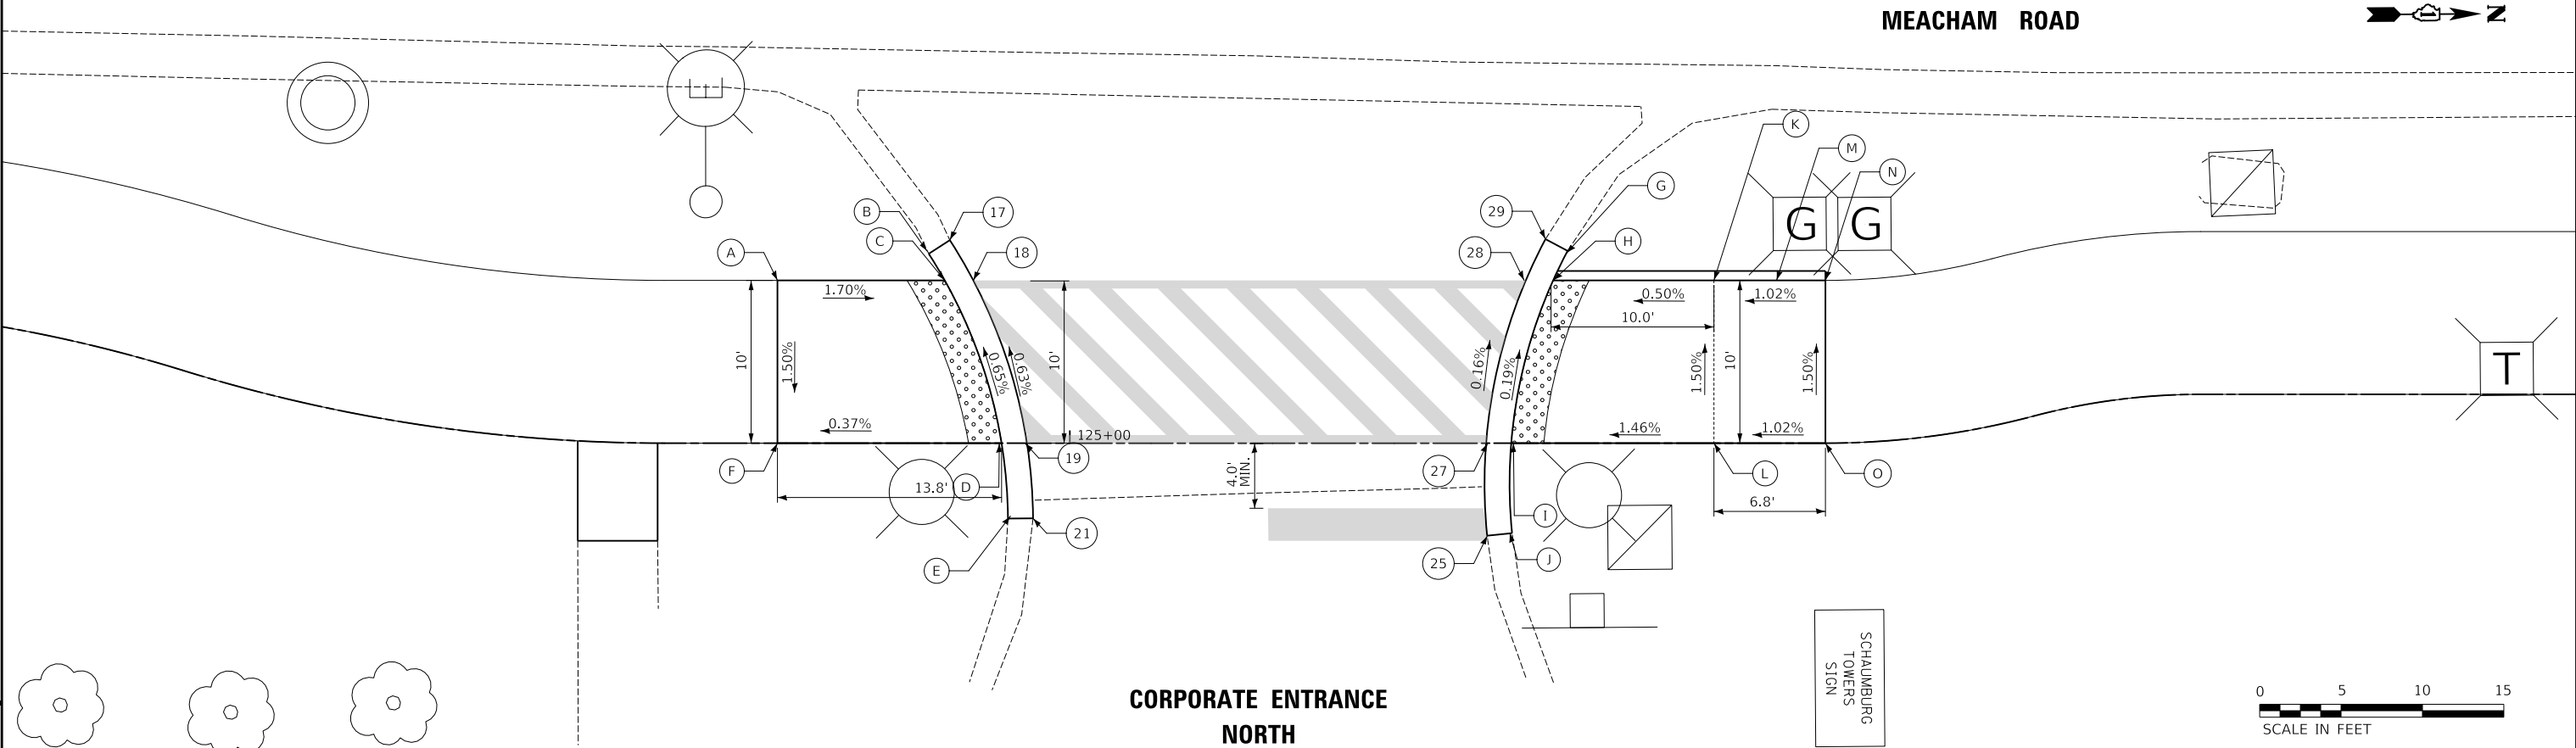 MEACHAM ROAD
N
E
K
M
N
B
17
G
29
C
18
H
28
A
G
G
1.70%
0.50%
1.02%
10.0'
10'
1.50%
0.65%
0.63%
10'
0.16%
0.19%
1.50%
10'
1.50%
T
0.37%
125+00
1.46%
1.02%
F
19
27
L
O
13.8'
D
4.0'
MIN.
6.8'
I
21
25
J
E
SCHAUMBURG
TOWERS
SIGN
CORPORATE ENTRANCE
NORTH
0 5 10 15
SCALE IN FEET